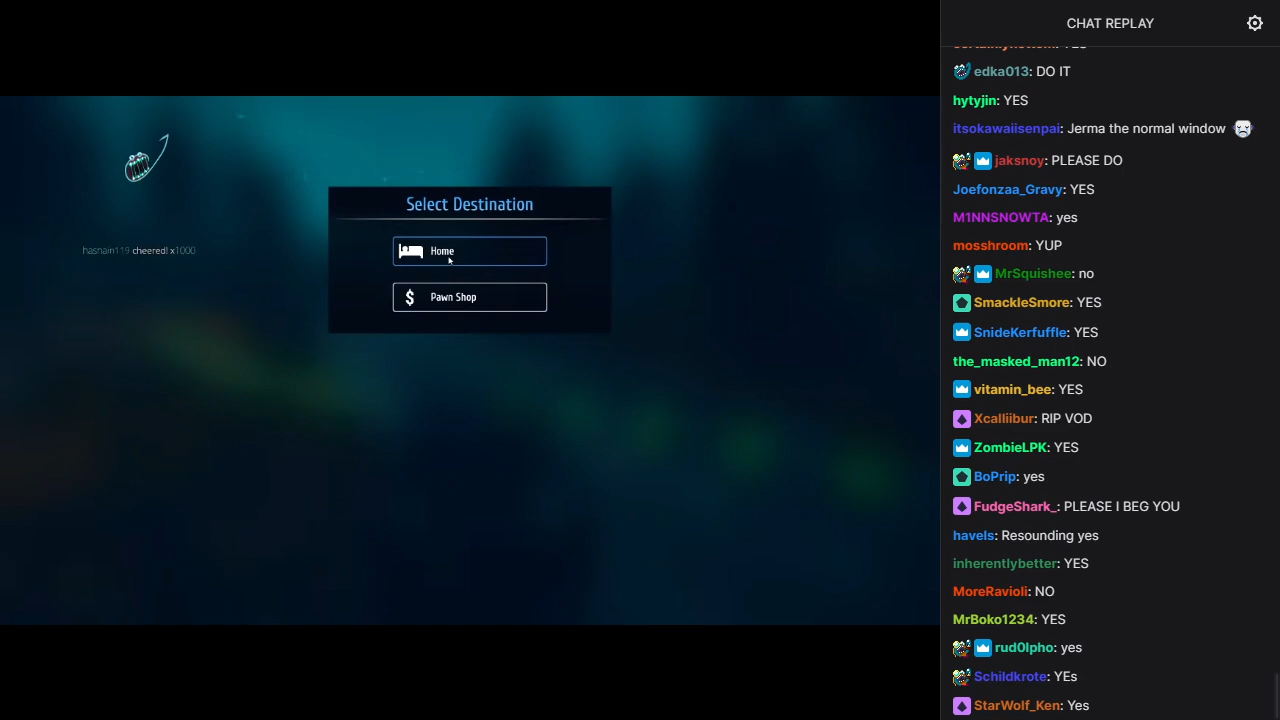 CHAT REPLAY
edka013: DO IT
hytyjin: YES
itsokawaiisenpai: Jerma the normal window
jaksnoy: PLEASE DO
Joefonzaa_Gravy: YES
M1NNSNOWTA: yes
mosshroom: YUP
MrSquishee: no
SmackleSmore: YES
SnideKerfuffle: YES
the_masked_man12: NO
vitamin_bee: YES
Xcalliibur: RIP VOD
ZombieLPK: YES
BoPrip: yes
FudgeShark_: PLEASE I BEG YOU
havels: Resounding yes
inherentlybetter: YES
MoreRavioli: NO
MrBoko1234: YES
rud0lpho: yes
Schildkrote: YEs
StarWolf_Ken: Yes
Select Destination
Home
$ Pawn Shop
hasnain119 cheered! x1000